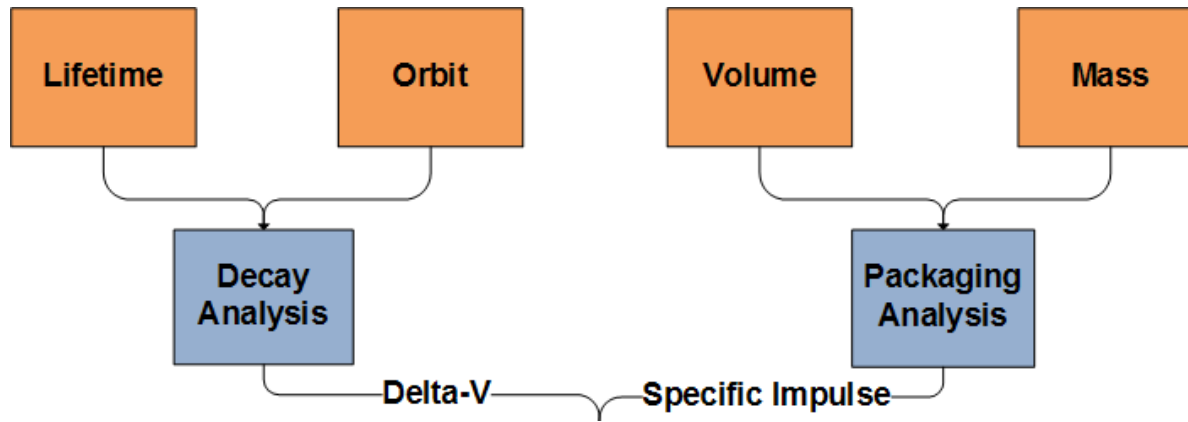 Lifetime
Orbit
Volume
Mass
Decay
Analysis
Packaging
Analysis
Delta-V
Specific Impulse